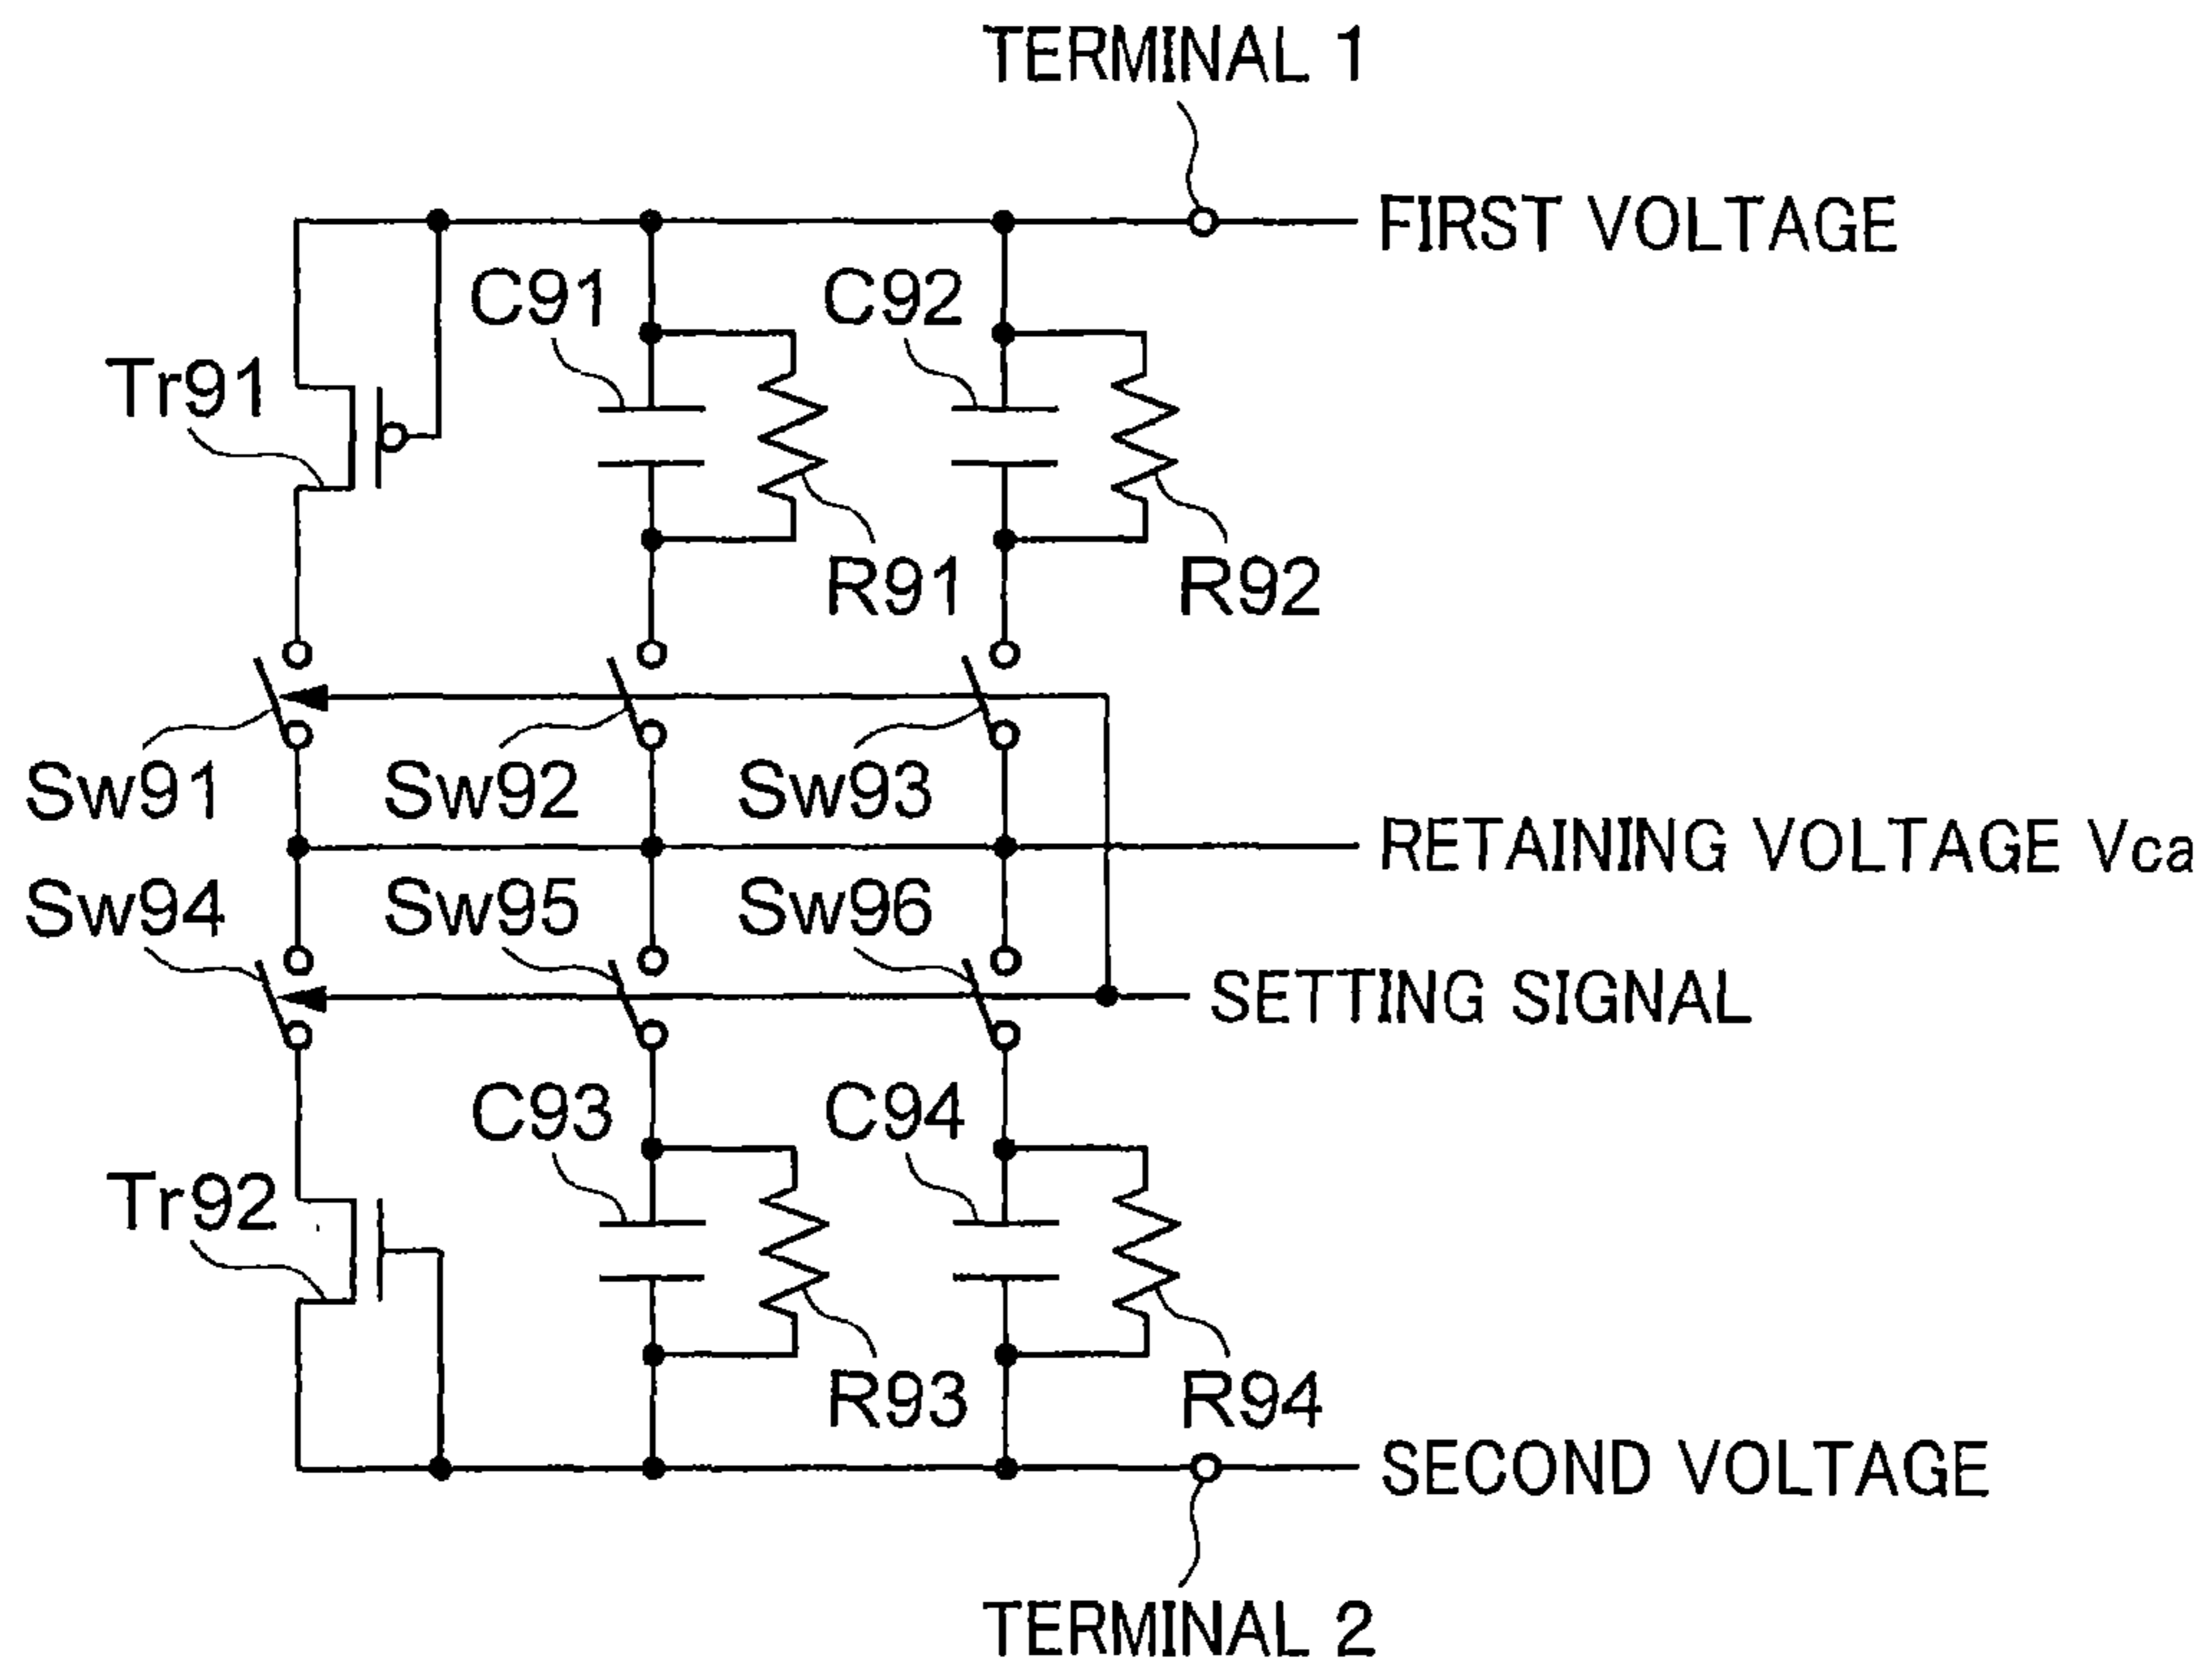 TERMINAL 1
FIRST VOLTAGE
C91
C92
Tr91
R91
R92
Sw91
Sw92
Sw93
RETAINING VOLTAGE Vca
Sw94
Sw95
Sw96
SETTING SIGNAL
C93
C94
Tr92
R93
R94
SECOND VOLTAGE
TERMINAL 2